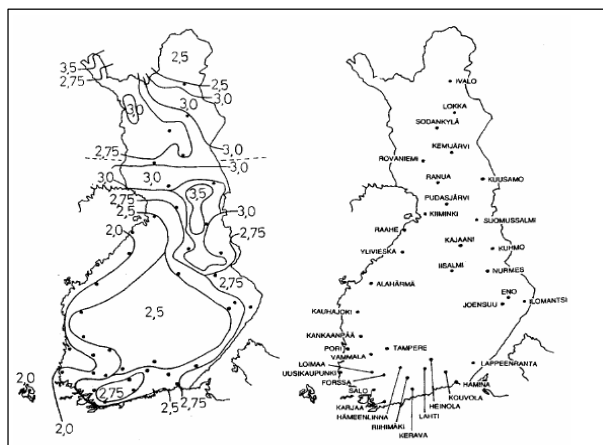 2,5
3,5
2,75
2,5
3,0
3,0
3,0
2,75
3,0
3,0
3,0
2,75
3,5
2,5
3,0
2,0
2,75
2,75
2,5
2,0
2,75
2,0
2,5
2,75
IVALO
LOKKA
SODANKYLÄ
KEMIJÄRVI
ROVANIEMI
RANUA
KUUSAMO
PUDASJÄRVI
KIIMINKI
SUOMUSSALMI
RAAHE
KAJAANI
KUHMO
YLIVIESKA
IISALMI
NURMES
ALAHÄRMÄ
ENO
ILOMANTSI
JOENSUU
KAUHAJOKI
KANKAANPÄÄ
PORI
TAMPERE
VAMMALA
LAPPEENRANTA
LOIMAA
UUSIKAUPUNKI
FORSSA
HAMINA
SALO
KOUVOLA
KARJAA
HEINOLA
HÄMEENLINNA
LAHTI
RIIHIMÄKI
KERAVA